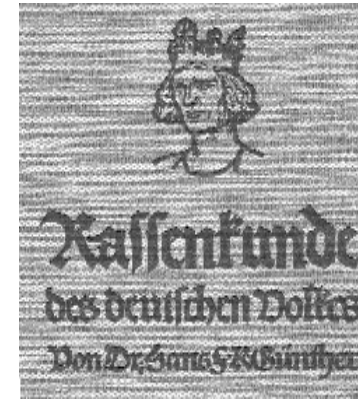 Rassenkunde
des deutschen Volkes
Von Dr. Hans F. K. Günther